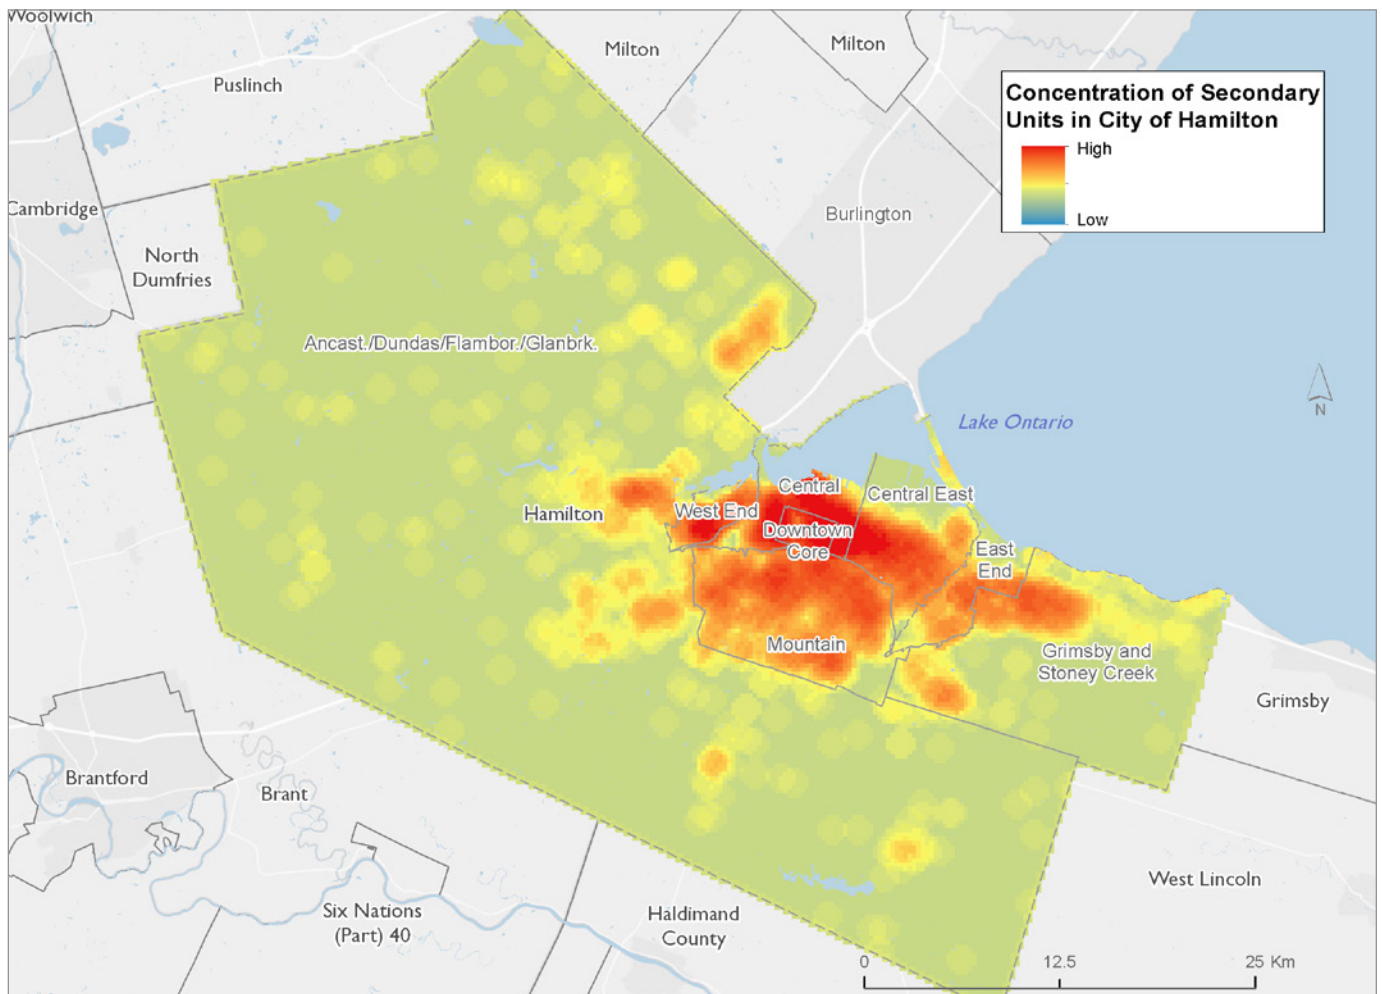 Woolwich
Milton
Milton
Puslinch
Concentration of Secondary
Units in City of Hamilton
High
Low
Cambridge
Burlington
North
Dumfries
Ancast./Dundas/Flambor./Glanbrk.
N
Lake Ontario
Central
Central East
Hamilton
West End
Downtown
Core
East
End
Mountain
Grimsby and
Stoney Creek
Grimsby
Brantford
Brant
West Lincoln
Six Nations
(Part) 40
Haldimand
County
0
12.5
25 Km